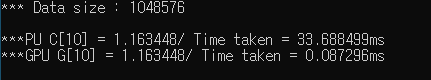 *** Data size : 1048576
***PU C[10] = 1.163448/ Time taken = 33.688499ms
***GPU G[10] = 1.163448/ Time taken = 0.087296ms